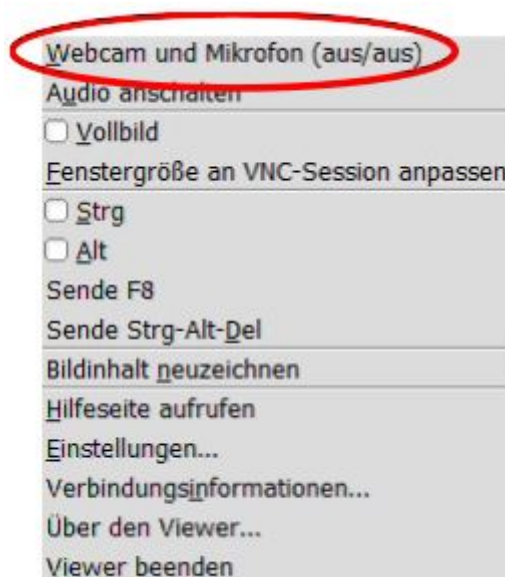 Webcam und Mikrofon (aus/aus)
Audio anschalten
Vollbild
Fenstergröße an VNC-Session anpassen
Strg
Alt
Sende F8
Sende Strg-Alt-Del
Bildinhalt neuzeichnen
Hilfeseite aufrufen
Einstellungen...
Verbindungsinformationen...
Über den Viewer...
Viewer beenden